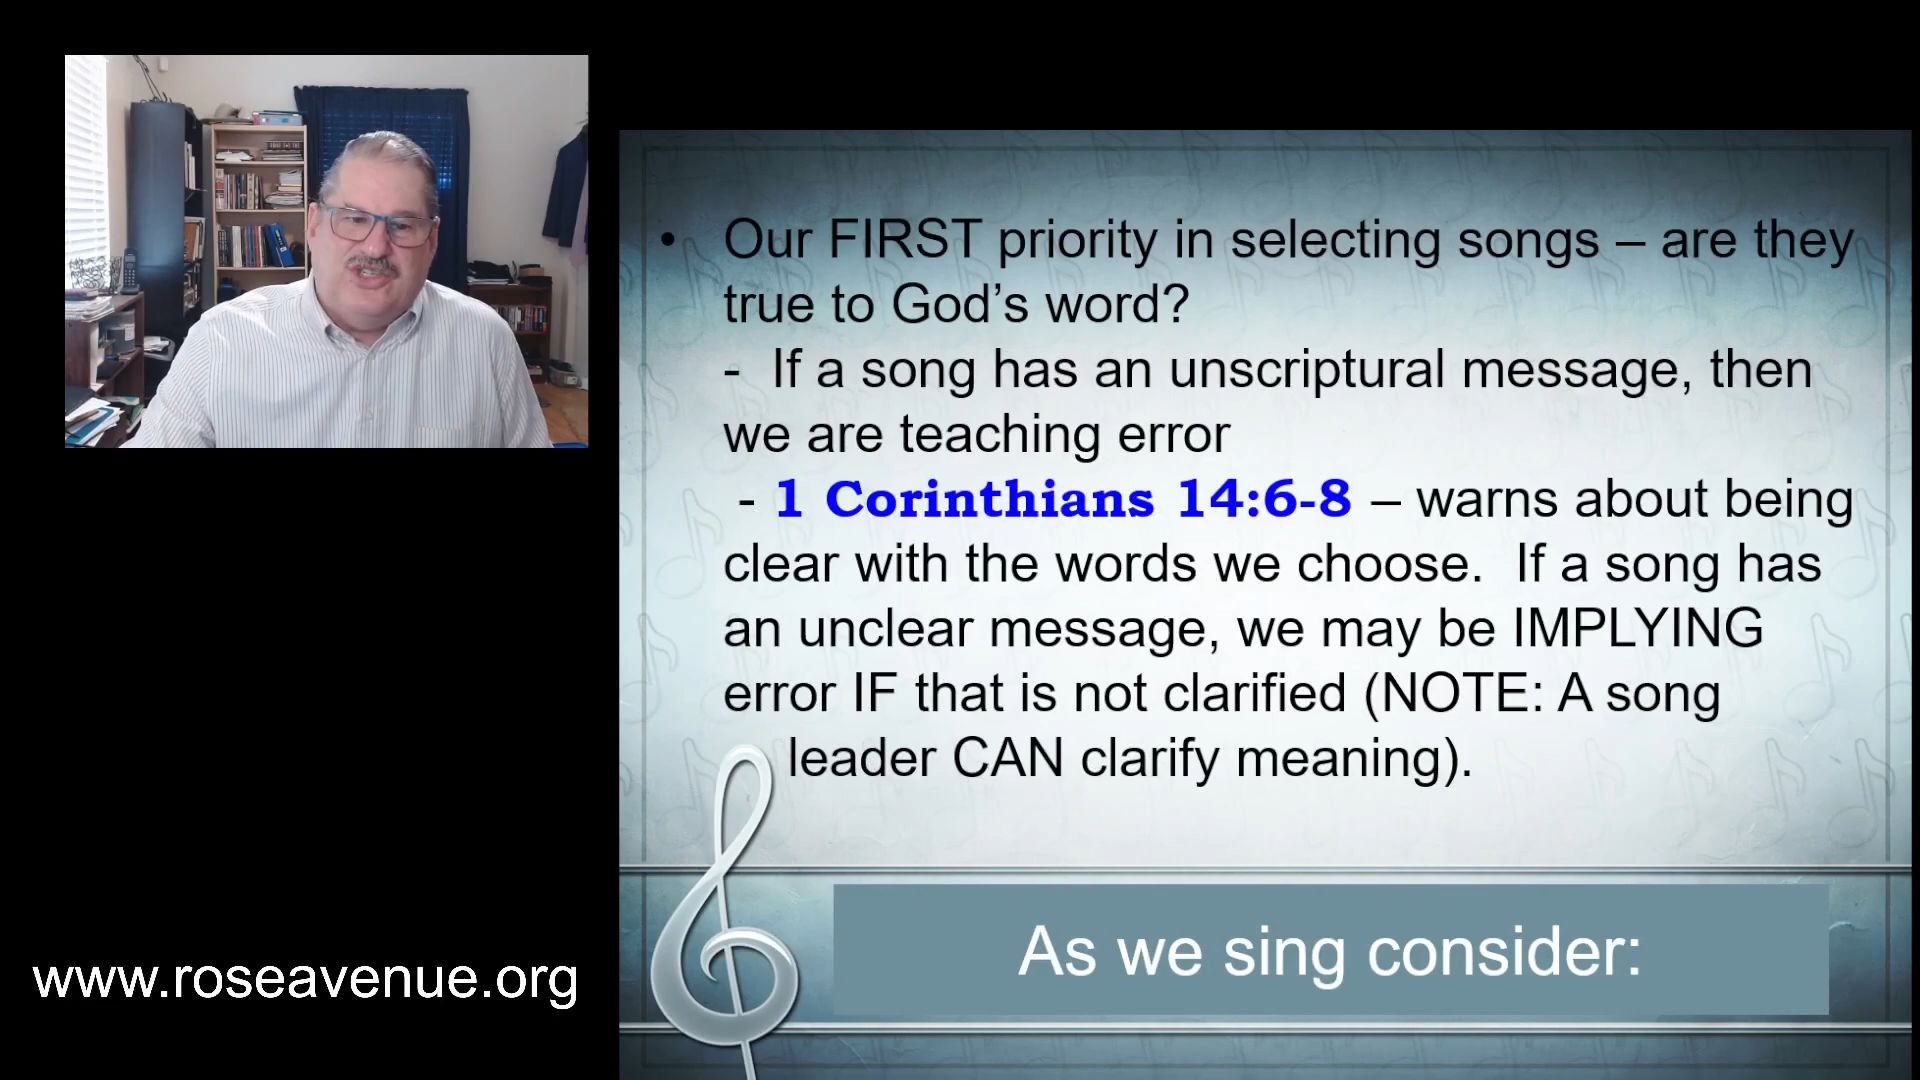 • Our FIRST priority in selecting songs – are they
true to God’s word?
- If a song has an unscriptural message, then
we are teaching error
- 1 Corinthians 14:6-8 – warns about being
clear with the words we choose. If a song has
an unclear message, we may be IMPLYING
error IF that is not clarified (NOTE: A song
leader CAN clarify meaning).
As we sing consider:
www.roseavenue.org